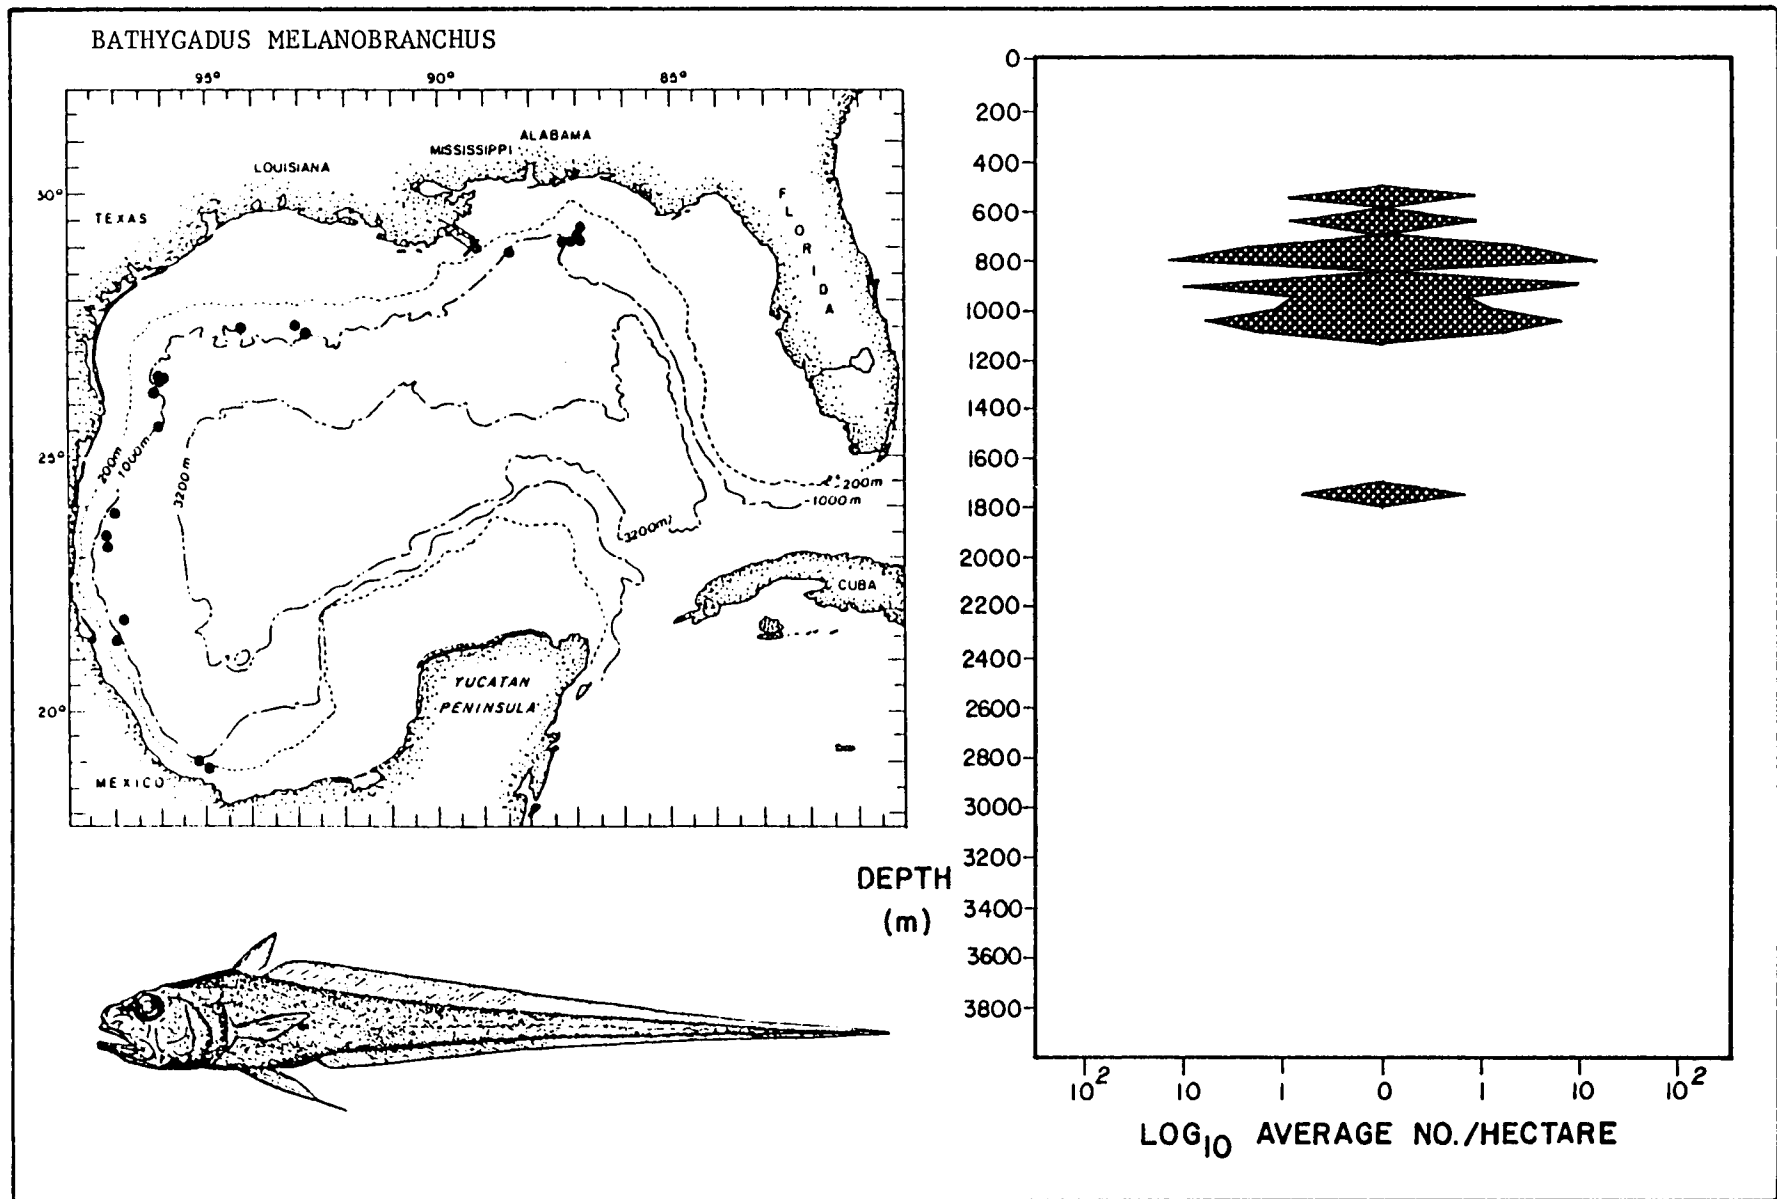 BATHYGADUS MELANOBRANCHUS
95° 90° 85°
ALABAMA
MISSISSIPPI
LOUISIANA
30°
TEXAS
FLORIDA
25°
200m
1000m
3200m
200m
1000m
3200m
CUBA
YUCATAN
PENINSULA
20°
MEXICO
DEPTH
(m)
0
200
400
600
800
1000
1200
1400
1600
1800
2000
2200
2400
2600
2800
3000
3200
3400
3600
3800
10² 10 1 0 1 10 10²
LOG₁₀ AVERAGE NO./HECTARE